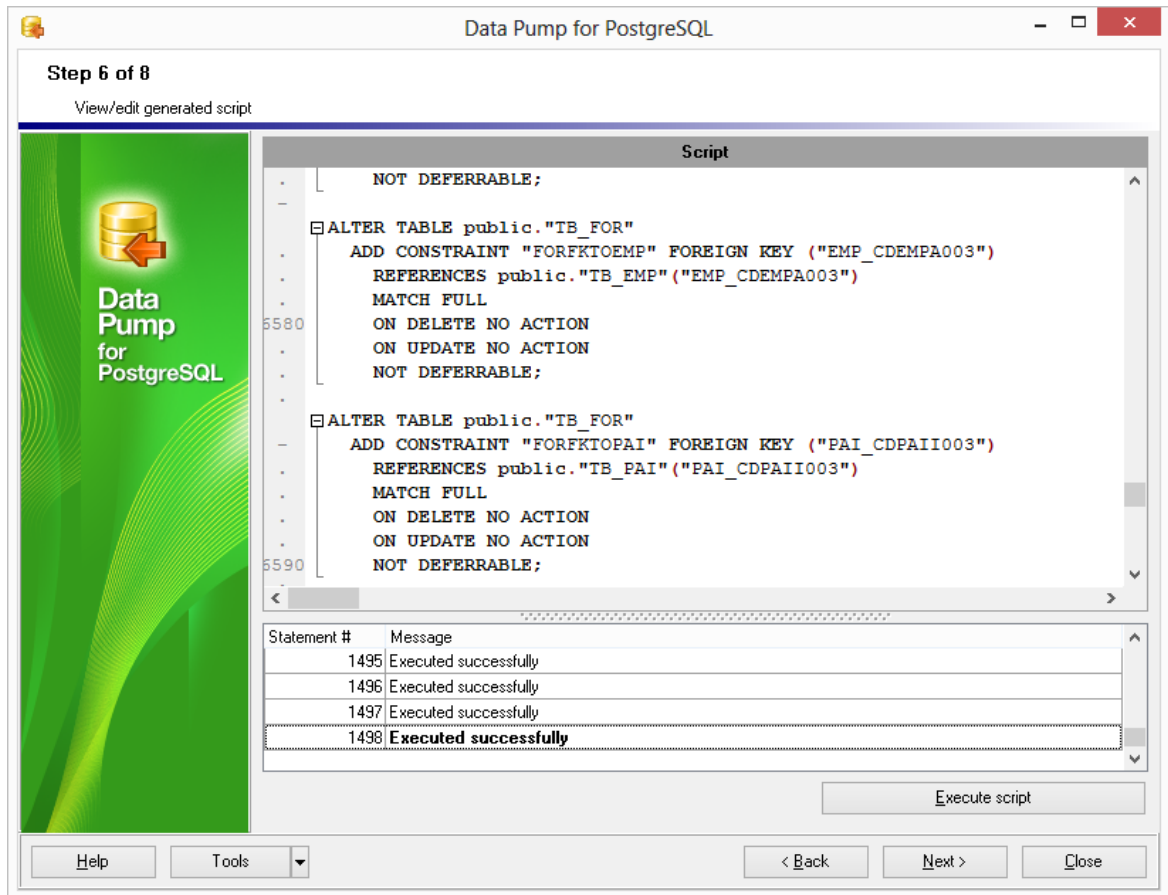 Data Pump for PostgreSQL
Step 6 of 8
View/edit generated script
Data
Pump
for
PostgreSQL
Script
NOT DEFERRABLE;
ALTER TABLE public."TB_FOR"
ADD CONSTRAINT "FORFKTOEMP" FOREIGN KEY ("EMP_CDEMPA003")
REFERENCES public."TB_EMP"("EMP_CDEMPA003")
MATCH FULL
6580 ON DELETE NO ACTION
ON UPDATE NO ACTION
NOT DEFERRABLE;
ALTER TABLE public."TB_FOR"
ADD CONSTRAINT "FORFKTOPAI" FOREIGN KEY ("PAI_CDPAII003")
REFERENCES public."TB_PAI"("PAI_CDPAII003")
MATCH FULL
ON DELETE NO ACTION
ON UPDATE NO ACTION
6590 NOT DEFERRABLE;
Statement # Message
1495 Executed successfully
1496 Executed successfully
1497 Executed successfully
1498 Executed successfully
Execute script
Help Tools < Back Next > Close